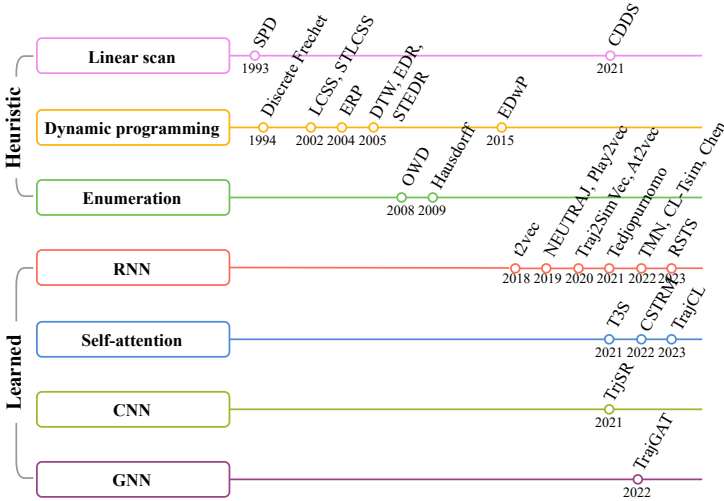 Heuristic
Linear scan
SPD
1993
CDDS
2021
Dynamic programming
Discrete Frechet
1994
LCSS, STLCSS
2002
ERP
2004
DTW, EDR,
STEDR
2005
EDwP
2015
Enumeration
OWD
2008
Hausdorff
2009
Learned
RNN
t2vec
2018
NEUTRAJ, Play2vec
2019
Traj2SimVec, At2vec
2020
Tedjopurnomo
2021
TMN, CL-Tsim, Chen
2022
RSTS
2023
Self-attention
T3S
2021
CSTRM
2022
TrajCL
2023
CNN
TrjSR
2021
GNN
TrajGAT
2022